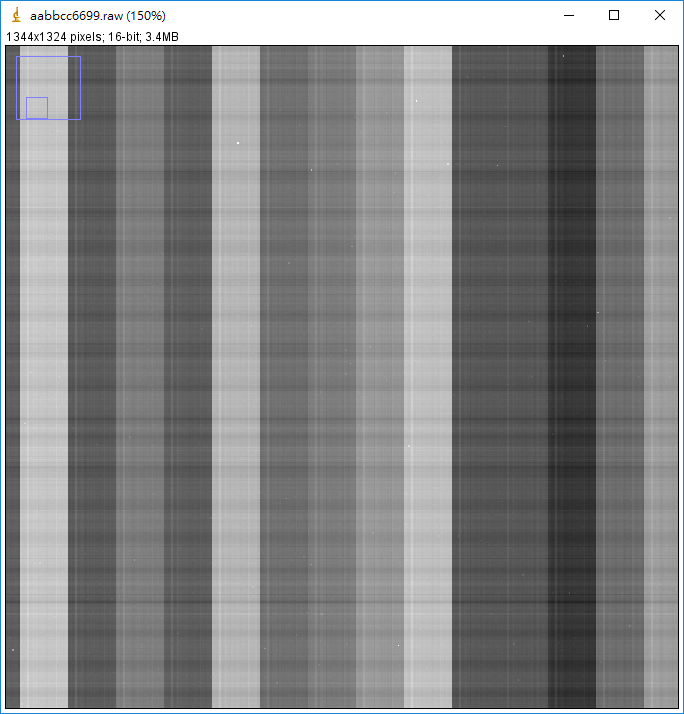 aabbcc6699.raw (150%)
1344x1324 pixels; 16-bit; 3.4MB